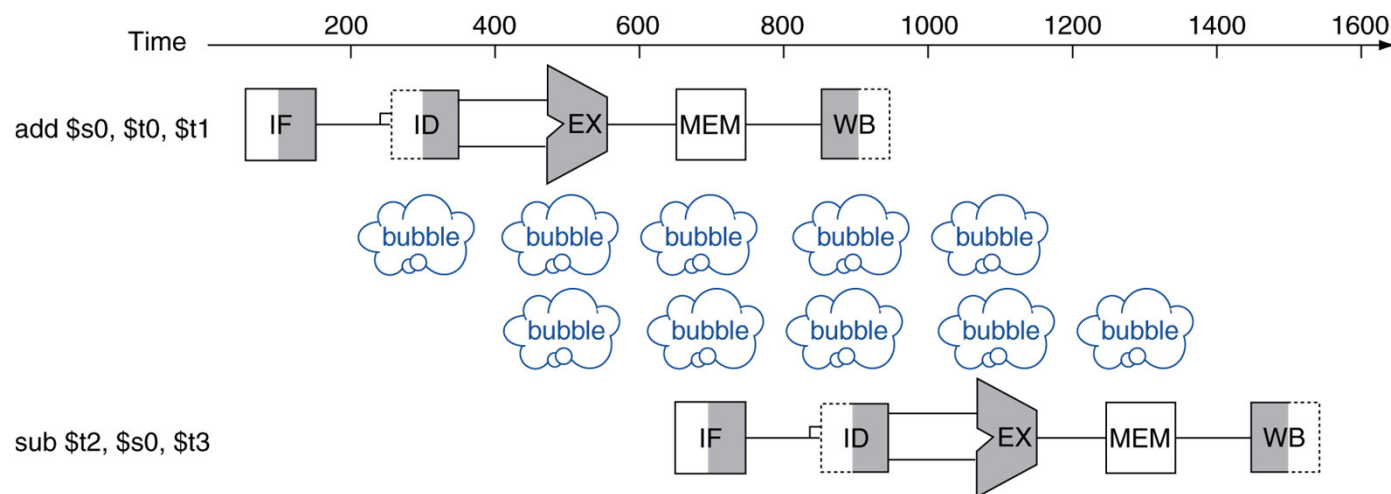 Time 200 400 600 800 1000 1200 1400 1600
add $s0, $t0, $t1 IF ID EX MEM WB
bubble bubble bubble bubble bubble
bubble bubble bubble bubble bubble
sub $t2, $s0, $t3 IF ID EX MEM WB